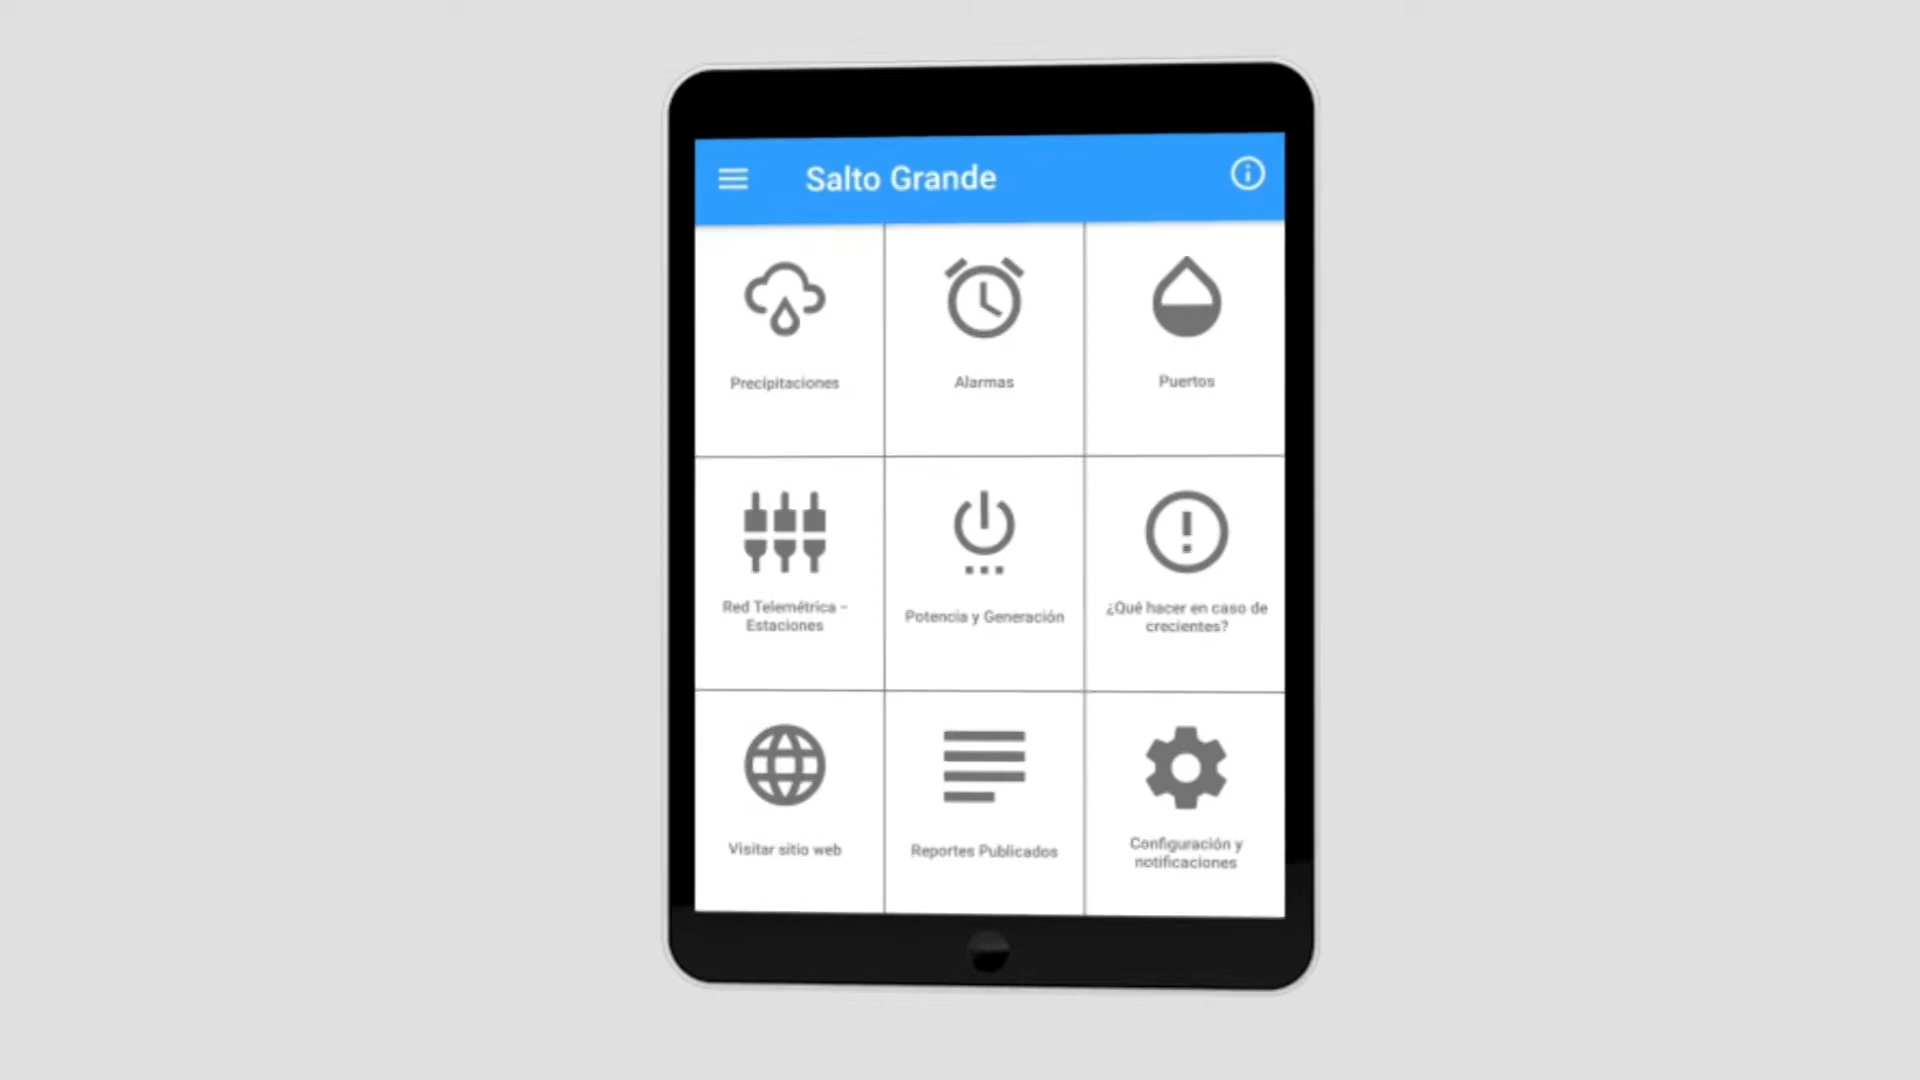 Salto Grande
Precipitaciones
Alarmas
Puertos
Red Telemétrica -
Estaciones
Potencia y Generación
¿Qué hacer en caso de
crecientes?
Visitar sitio web
Reportes Publicados
Configuración y
notificaciones